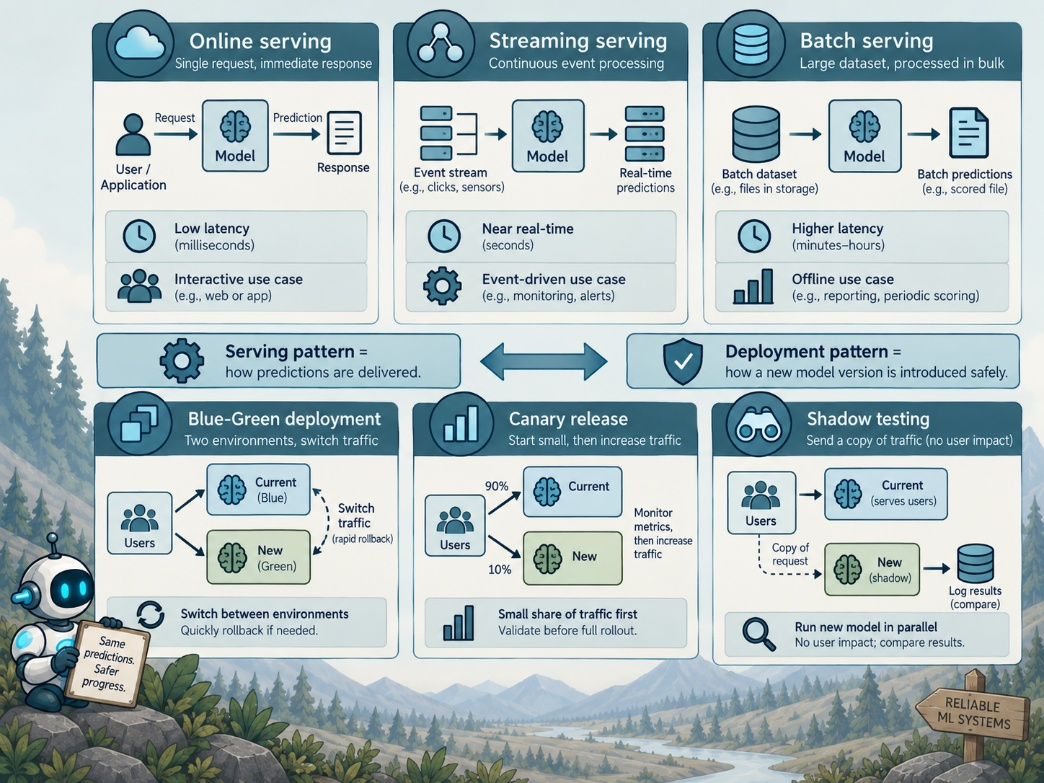 Online serving
Single request, immediate response
Request
Prediction
Model
User /
Application
Response
Low latency
(milliseconds)
Interactive use case
(e.g., web or app)
Streaming serving
Continuous event processing
Model
Event stream
(e.g., clicks, sensors)
Real-time
predictions
Near real-time
(seconds)
Event-driven use case
(e.g., monitoring, alerts)
Batch serving
Large dataset, processed in bulk
Model
Batch dataset
(e.g., files in storage)
Batch predictions
(e.g., scored file)
Higher latency
(minutes–hours)
Offline use case
(e.g., reporting, periodic scoring)
Serving pattern =
how predictions are delivered.
Deployment pattern =
how a new model version is introduced safely.
Blue-Green deployment
Two environments, switch traffic
Users
Current
(Blue)
New
(Green)
Switch
traffic
(rapid rollback)
Switch between environments
Quickly rollback if needed.
Canary release
Start small, then increase traffic
Users
90%
10%
Current
New
Monitor
metrics,
then increase
traffic
Small share of traffic first
Validate before full rollout.
Shadow testing
Send a copy of traffic (no user impact)
Users
Current
(serves users)
Copy of
request
New
(shadow)
Log results
(compare)
Run new model in parallel
No user impact; compare results.
Same
predictions.
Safer
progress.
RELIABLE
ML SYSTEMS